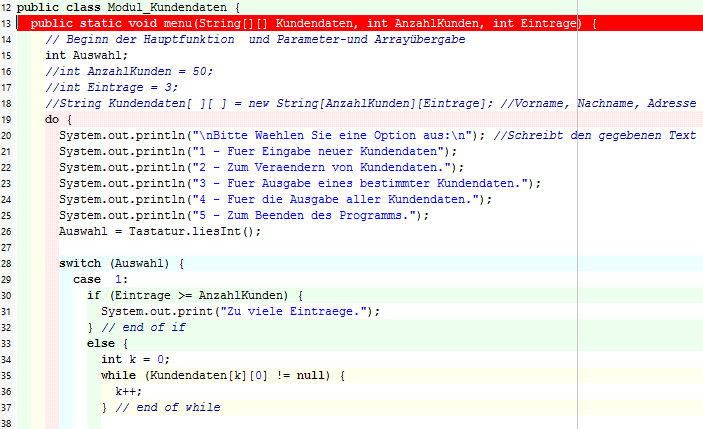 12 public class Modul_Kundendaten {
13 public static void menu(String[][] Kundendaten, int AnzahlKunden, int Eintrage) {
14 // Beginn der Hauptfunktion  und Parameter-und Arrayübergabe
15 int Auswahl;
16 //int AnzahlKunden = 50;
17 //int Eintrage = 3;
18 //String Kundendaten[ ][ ] = new String[AnzahlKunden][Eintrage]; //Vorname, Nachname, Adresse
19 do {
20 System.out.println("\nBitte Waehlen Sie eine Option aus:\n"); //Schreibt den gegebenen Text
21 System.out.println("1 - Fuer Eingabe neuer Kundendaten");
22 System.out.println("2 - Zum Veraendern von Kundendaten.");
23 System.out.println("3 - Fuer Ausgabe eines bestimmter Kundendaten.");
24 System.out.println("4 - Fuer die Ausgabe aller Kundendaten.");
25 System.out.println("5 - Zum Beenden des Programms.");
26 Auswahl = Tastatur.liesInt();
27
28 switch (Auswahl) {
29 case  1:
30 if (Eintrage >= AnzahlKunden) {
31 System.out.print("Zu viele Eintraege.");
32 } // end of if
33 else {
34 int k = 0;
35 while (Kundendaten[k][0] != null) {
36 k++;
37 } // end of while
38